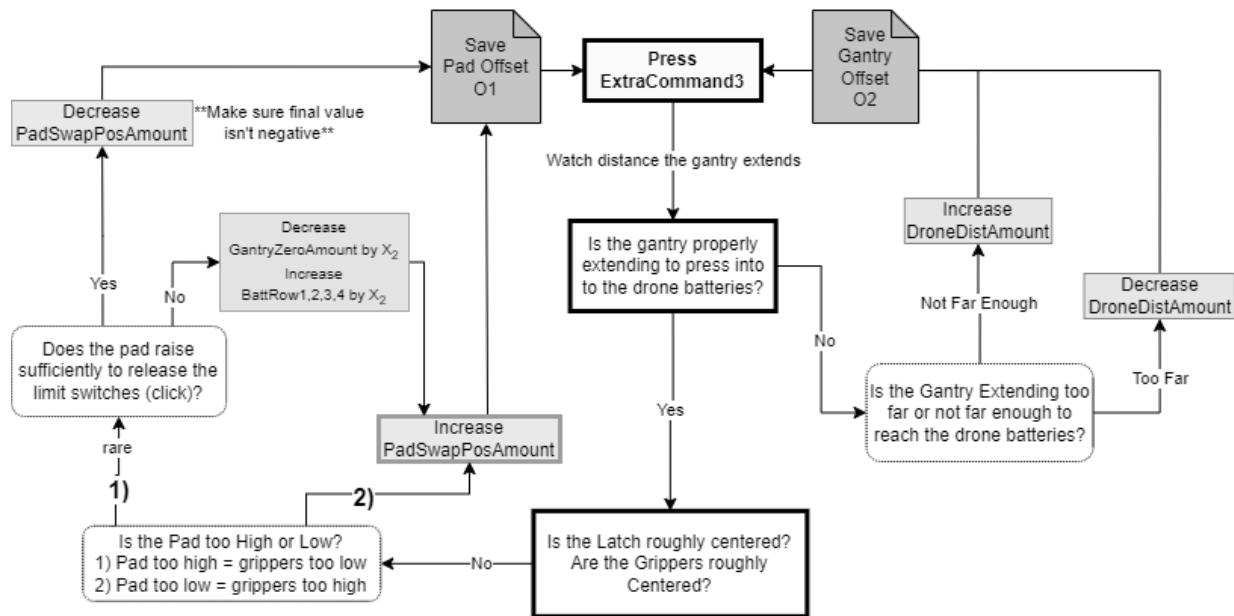 Save
Pad Offset
O1
Press
ExtraCommand3
Save
Gantry
Offset
O2
Decrease
PadSwapPosAmount
**Make sure final value
isn't negative**
Watch distance the gantry extends
Increase
DroneDistAmount
Decrease
GantryZeroAmount by X2
Increase
BattRow1,2,3,4 by X2
Is the gantry properly
extending to press into
to the drone batteries?
Yes
No
Decrease
DroneDistAmount
Not Far Enough
No
Does the pad raise
sufficiently to release the
limit switches (click)?
Too Far
Is the Gantry Extending too
far or not far enough to
reach the drone batteries?
Yes
Increase
PadSwapPosAmount
rare
1)
2)
Is the Pad too High or Low?
1) Pad too high = grippers too low
2) Pad too low = grippers too high
No
Is the Latch roughly centered?
Are the Grippers roughly
Centered?